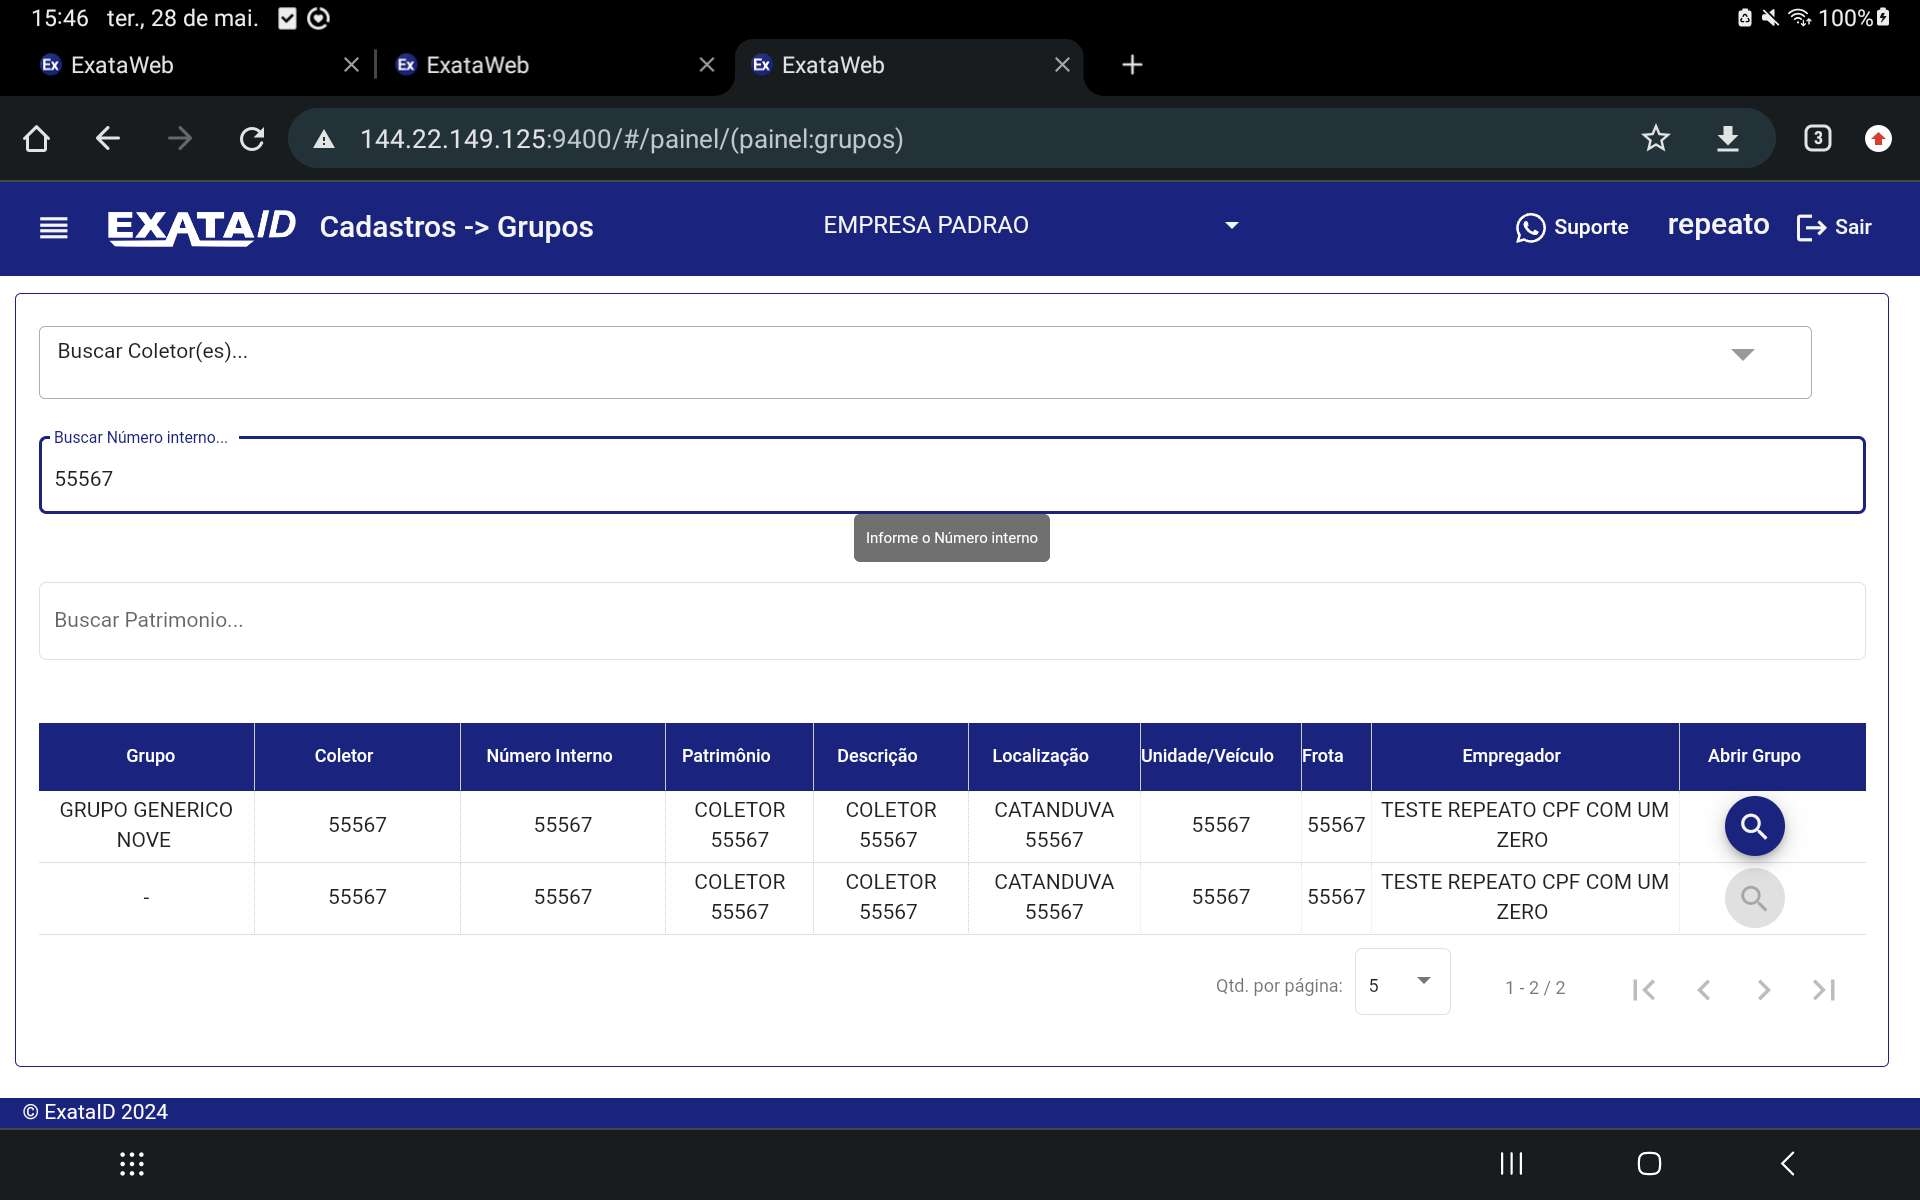 15:46 ter., 28 de mai. 100%
Ex ExataWeb Ex ExataWeb Ex ExataWeb
144.22.149.125:9400/#/painel/(painel:grupos) 3
EXATA/ID Cadastros -> Grupos EMPRESA PADRAO Suporte repeato Sair
Buscar Coletor(es)...
Buscar Número interno...
55567
Informe o Número interno
Buscar Patrimonio...
Grupo Coletor Número Interno Patrimônio Descrição Localização Unidade/Veículo Frota Empregador Abrir Grupo
GRUPO GENERICO NOVE 55567 55567 COLETOR 55567 COLETOR 55567 CATANDUVA 55567 55567 55567 TESTE REPEATO CPF COM UM ZERO
- 55567 55567 COLETOR 55567 COLETOR 55567 CATANDUVA 55567 55567 55567 TESTE REPEATO CPF COM UM ZERO
Qtd. por página: 5 1 - 2 / 2
© ExataID 2024